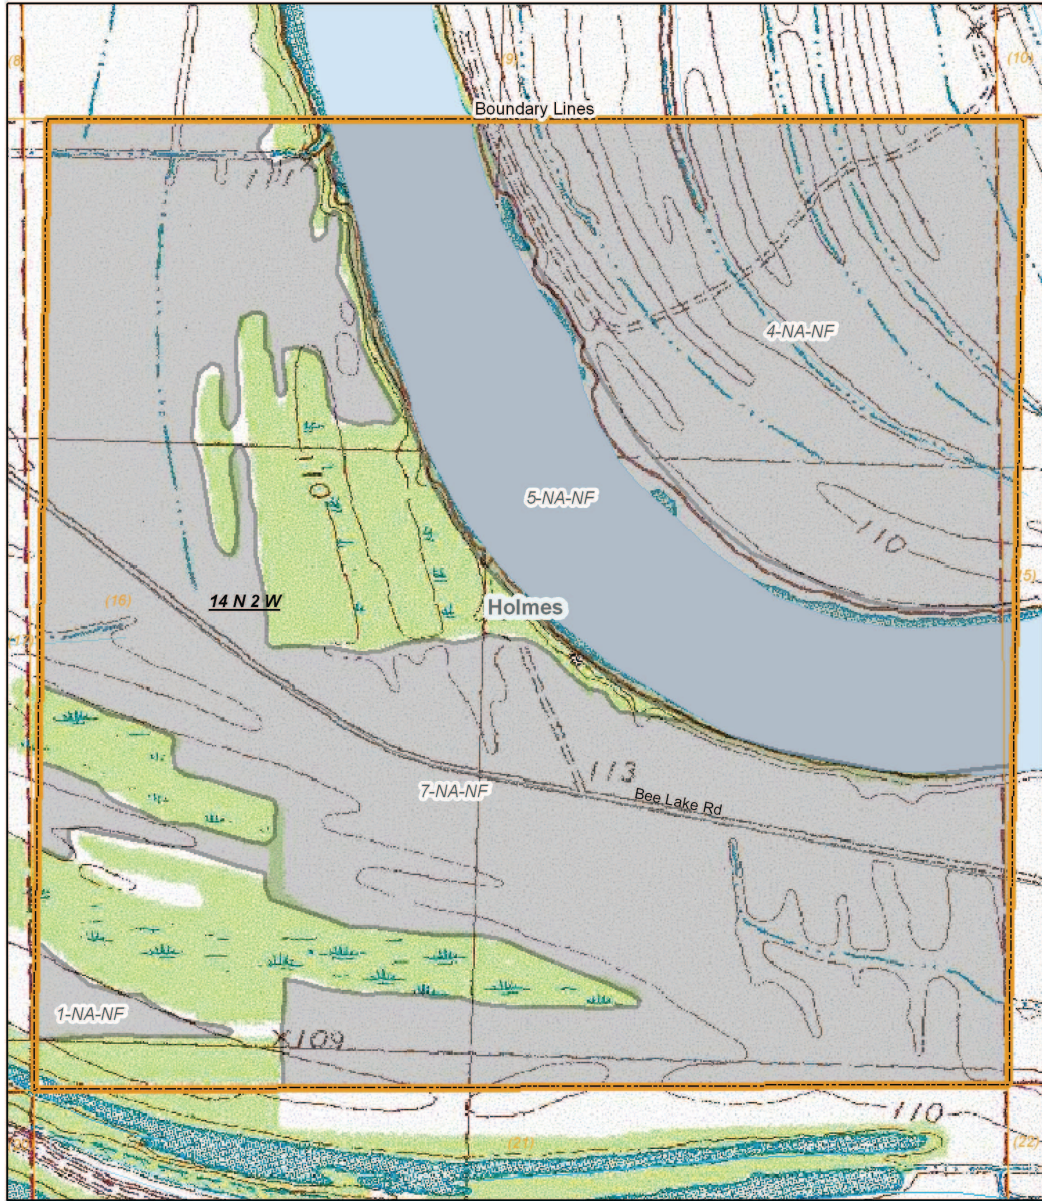 (8)
(9)
(10)
Boundary Lines
111
4-NA-NF
110
5-NA-NF
110
(16)
14 N 2 W
Holmes
113
7-NA-NF
Bee Lake Rd
1-NA-NF
X109
110
(21)
(22)